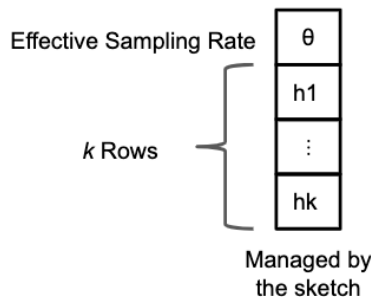 Effective Sampling Rate
θ
h1
k Rows
⋮
hk
Managed by
the sketch